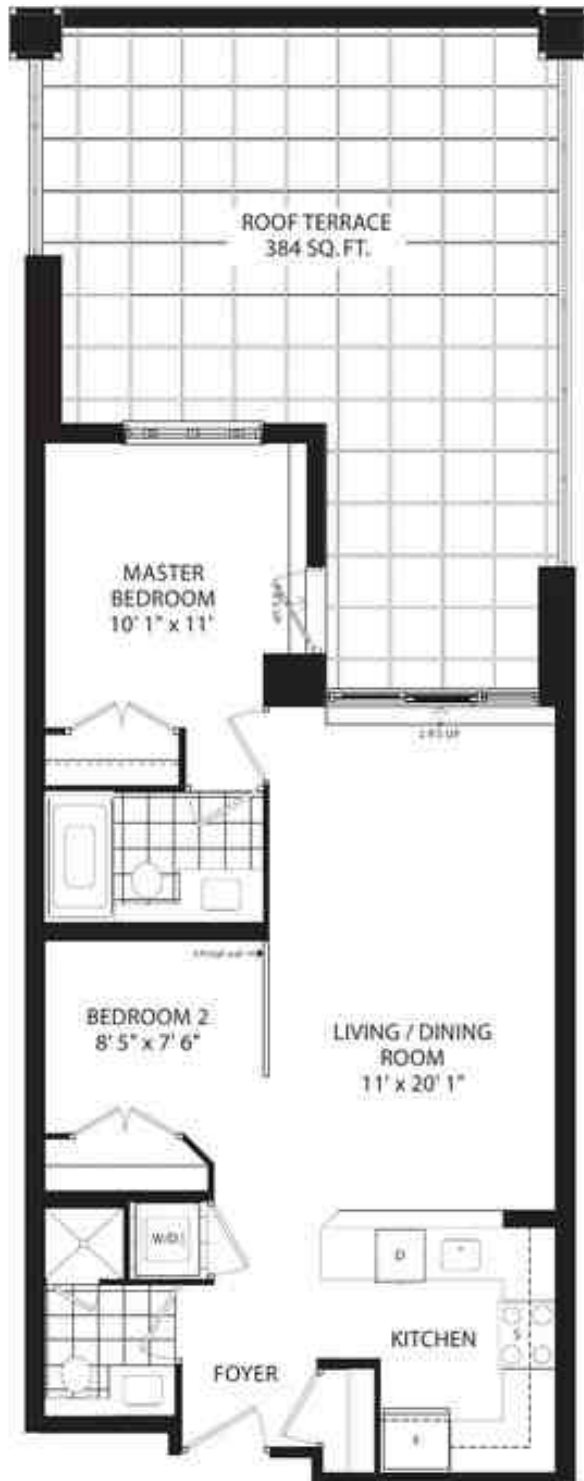 ROOF TERRACE
384 SQ. FT.
MASTER
BEDROOM
10' 1" x 11'
BEDROOM 2
8' 5" x 7' 6"
LIVING / DINING
ROOM
11' x 20' 1"
W/D
D
S
KITCHEN
FOYER